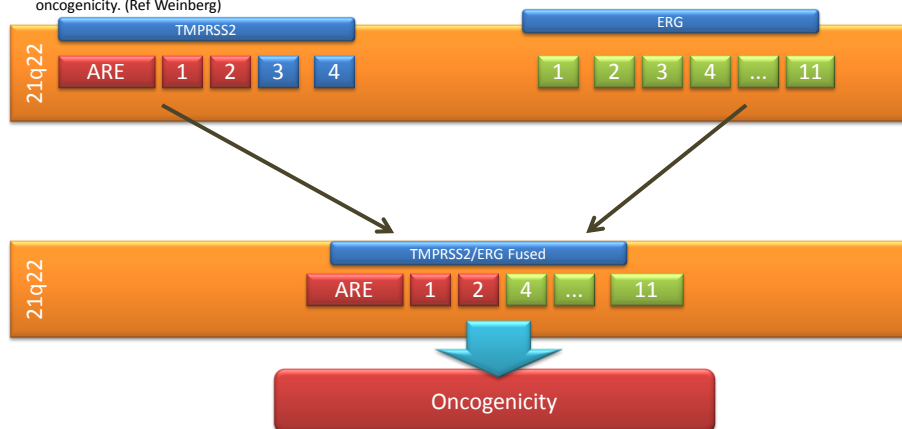 oncogenicity. (Ref Weinberg)
TMPRSS2
ERG
21q22
ARE 1 2 3 4
1 2 3 4 ... 11
TMPRSS2/ERG Fused
21q22
ARE 1 2 4 ... 11
Oncogenicity